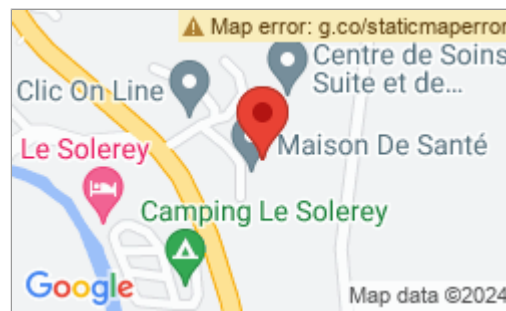 Map error: g.co/staticmaperror
Centre de Soins
Suite et de...
Clic On Line
Maison De Santé
Le Solerey
Camping Le Solerey
Google
Map data ©2024